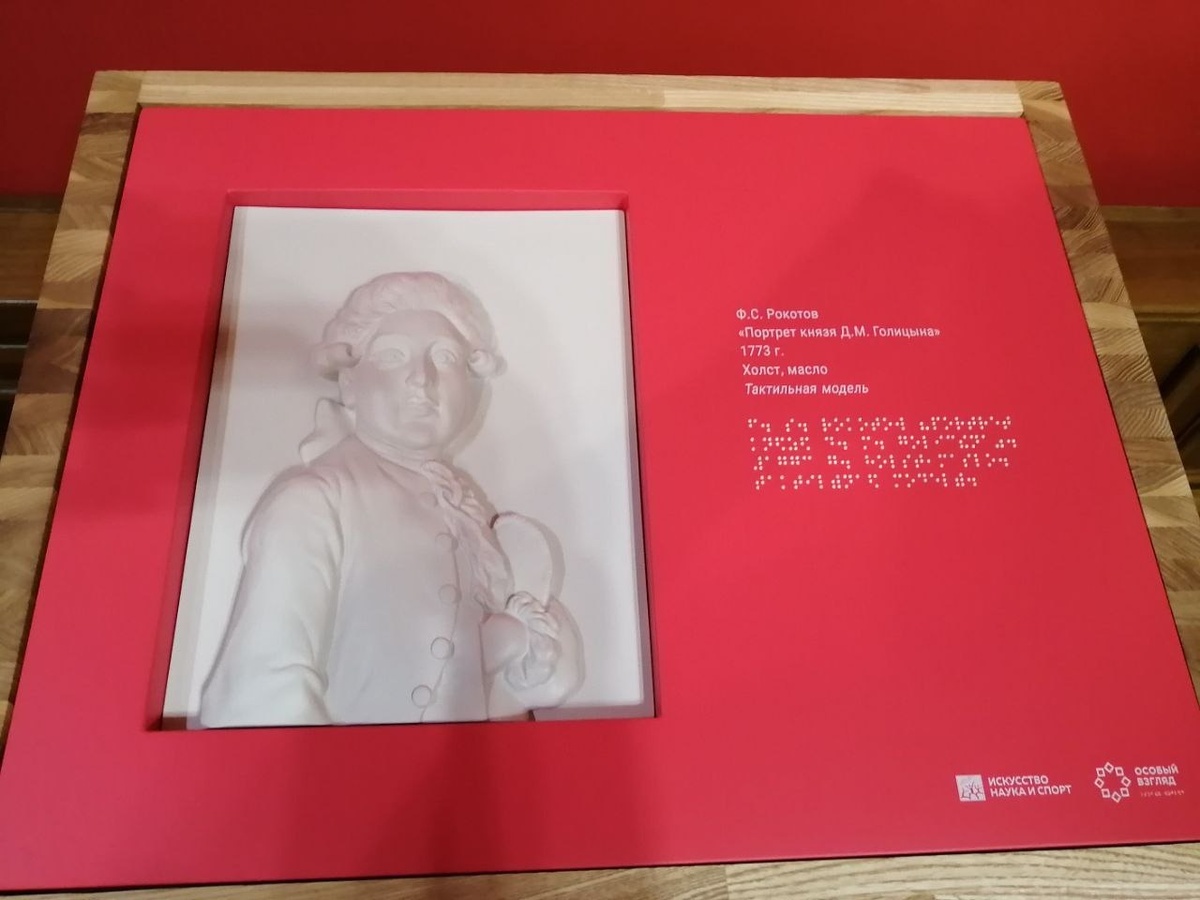 Ф.С. Рокотов
«Портрет князя Д.М. Голицына»
1773 г.
Холст, масло
Тактильная модель
ИСКУССТВО
НАУКА И СПОРТ
ОСОБЫЙ
ВЗГЛЯД